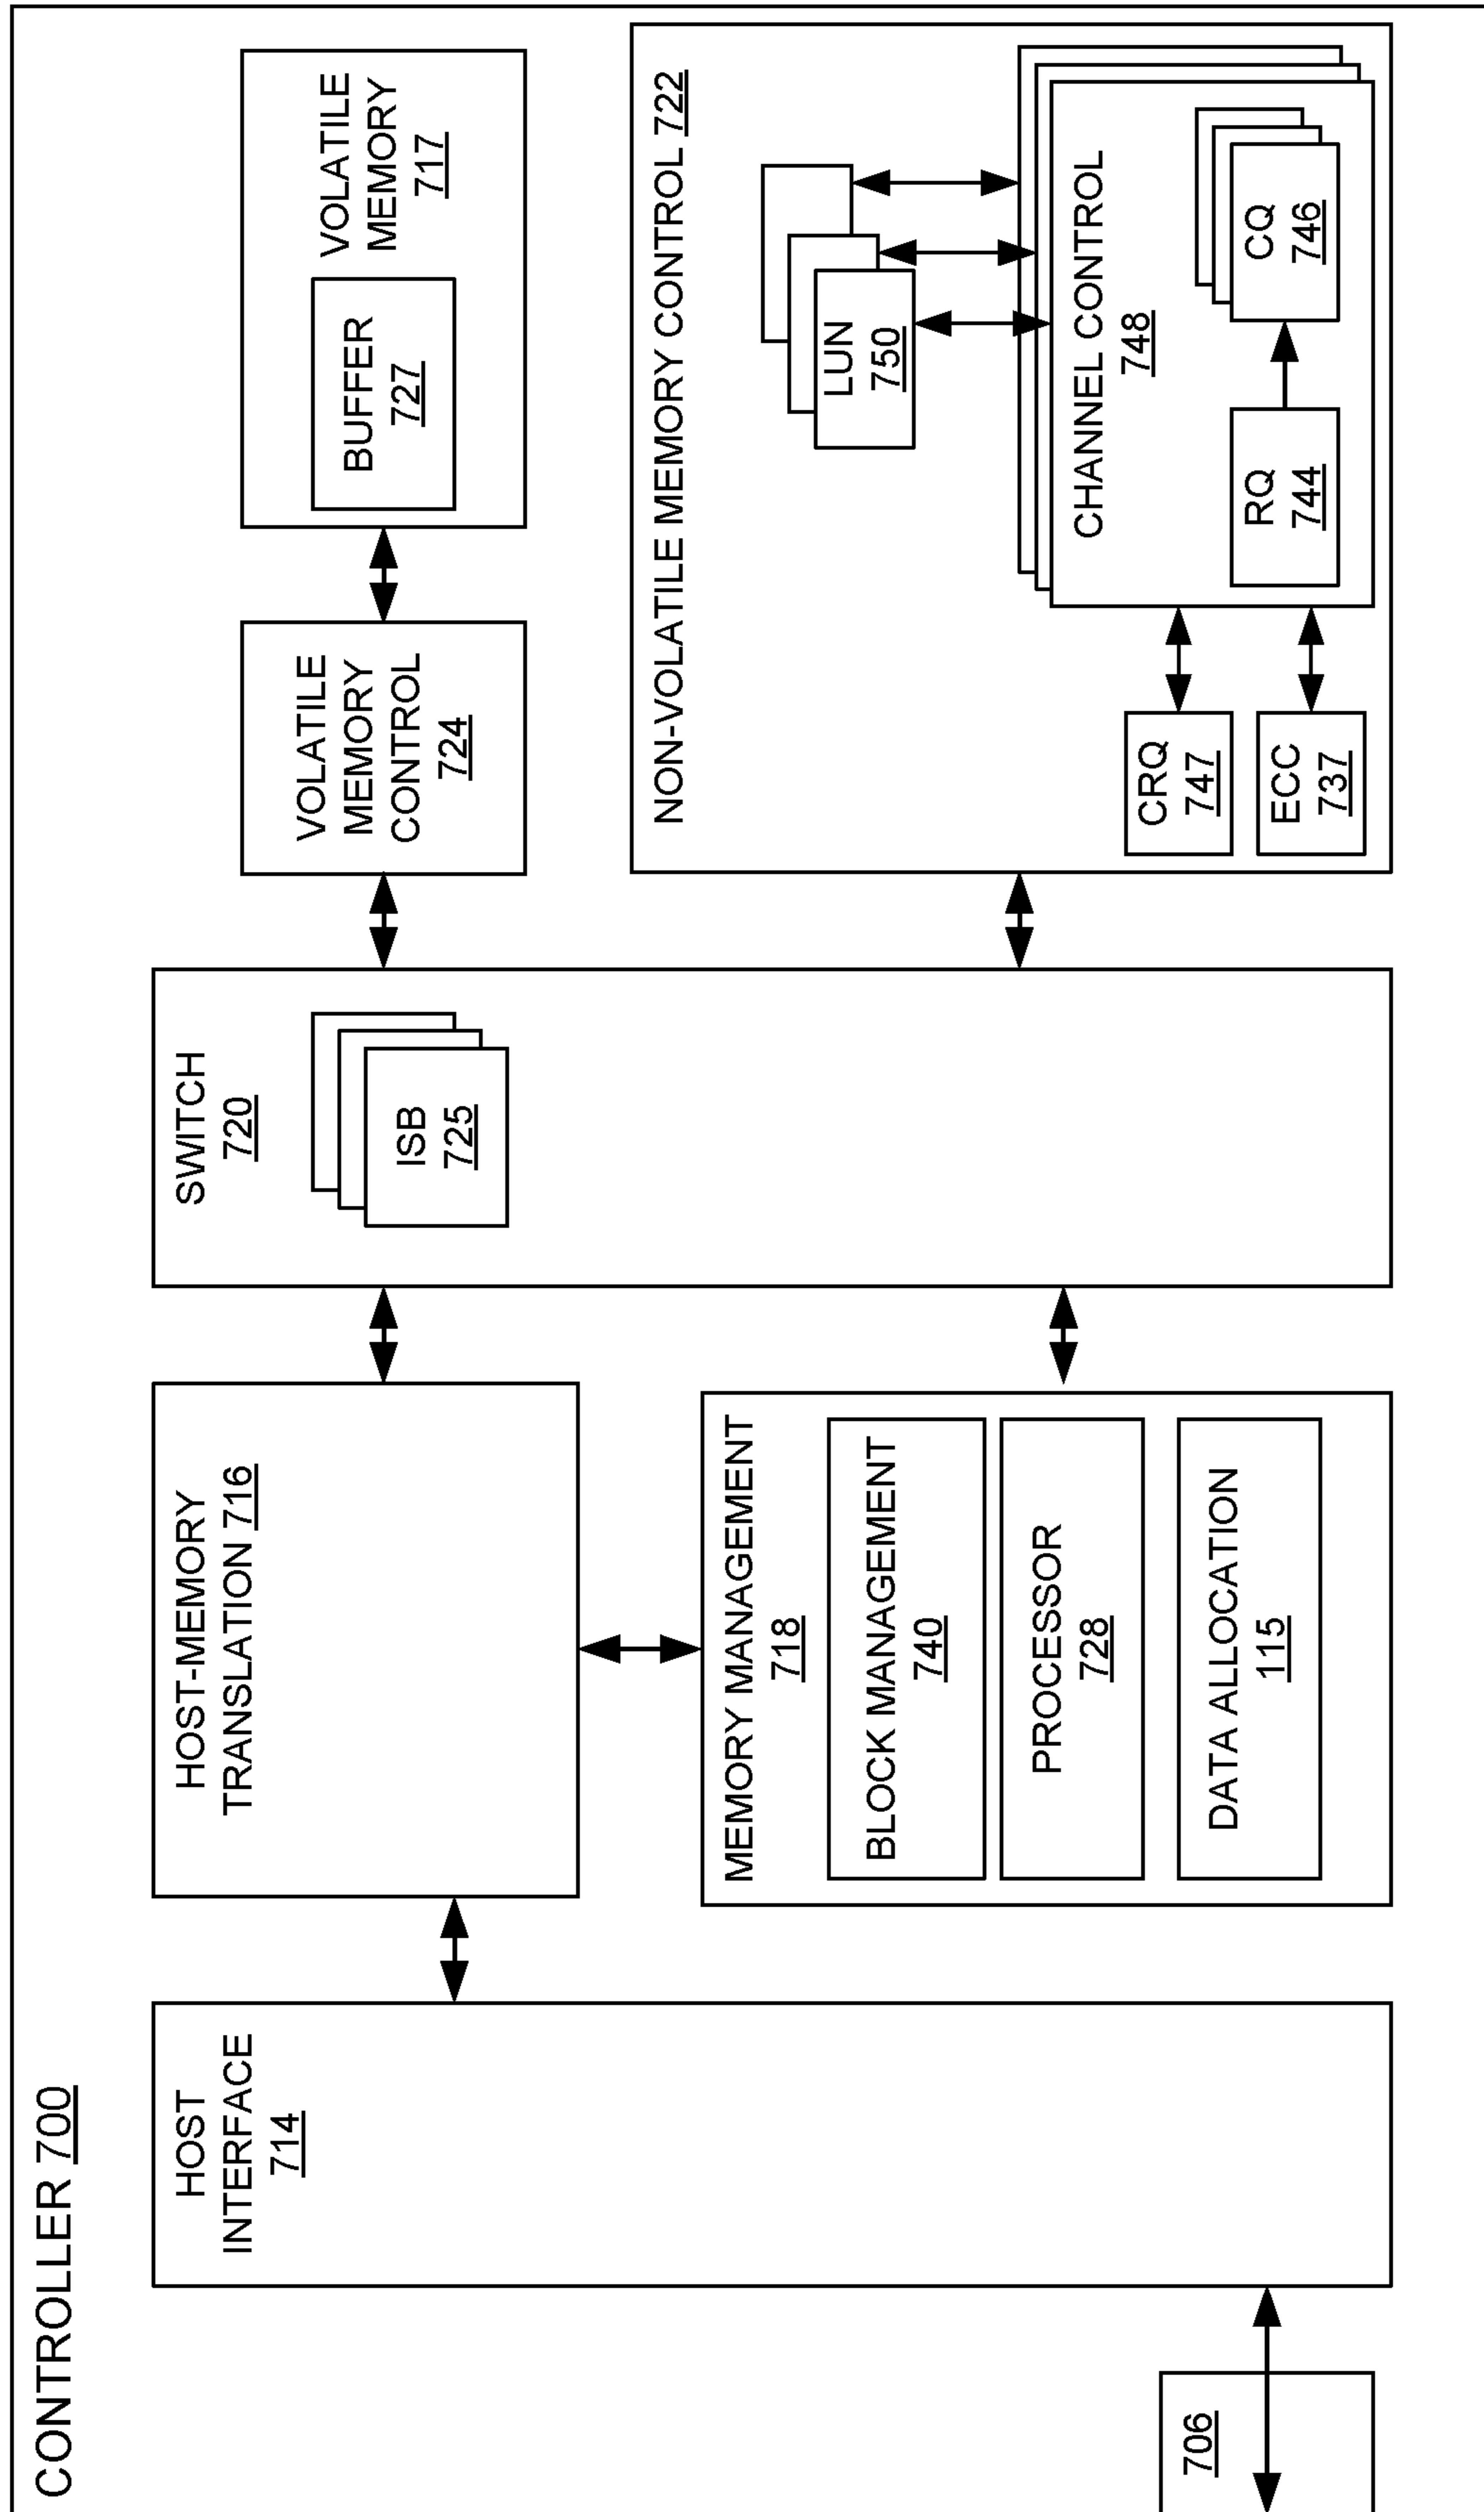 CONTROLLER 700
706
HOST
INTERFACE
714
HOST-MEMORY
TRANSLATION 716
MEMORY MANAGEMENT
718
BLOCK MANAGEMENT
740
PROCESSOR
728
DATA ALLOCATION
115
SWITCH
720
ISB
725
VOLATILE
MEMORY
CONTROL
724
BUFFER
727
VOLATILE
MEMORY
717
NON-VOLATILE MEMORY CONTROL 722
LUN
750
CHANNEL CONTROL
748
CRQ
747
ECC
737
RQ
744
CQ
746